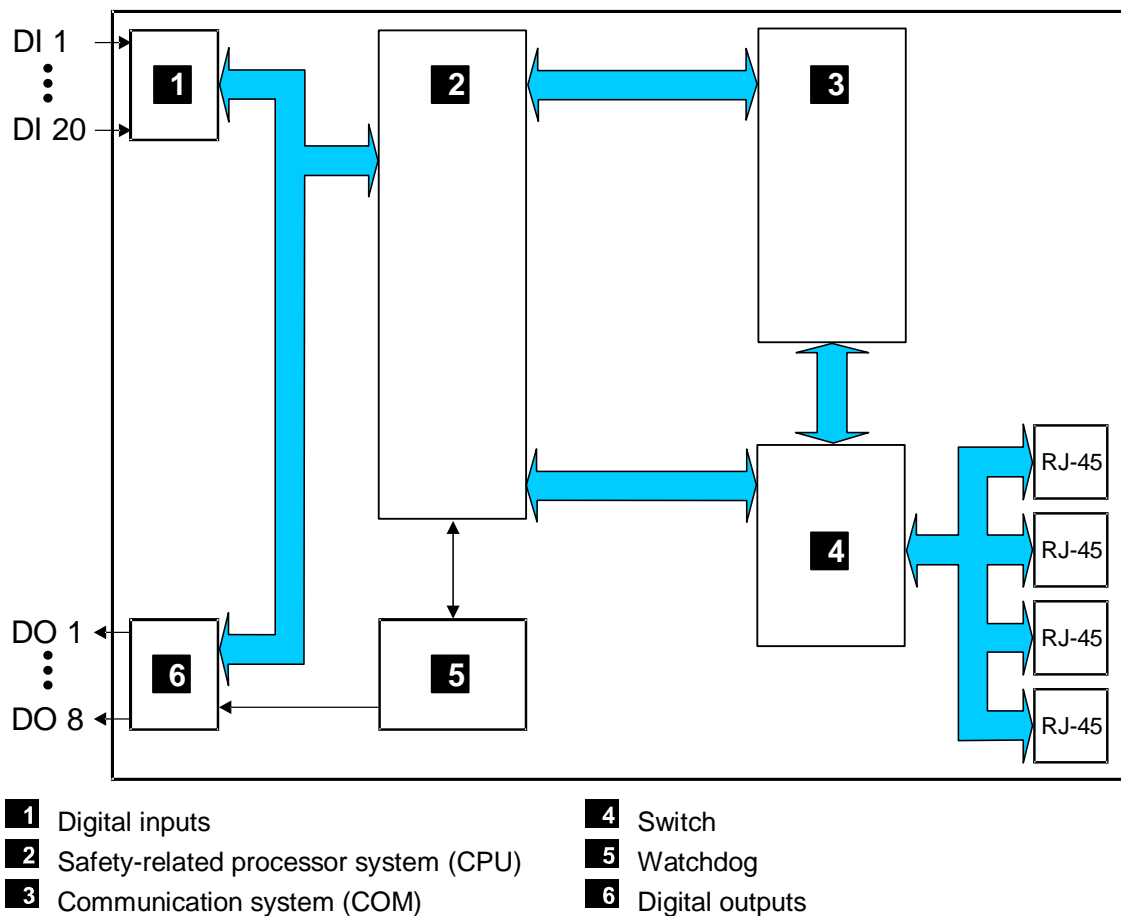 DI 1
DI 20
1
2
3
4
5
6
DO 1
DO 8
RJ-45
RJ-45
RJ-45
RJ-45
1 Digital inputs
2 Safety-related processor system (CPU)
3 Communication system (COM)
4 Switch
5 Watchdog
6 Digital outputs